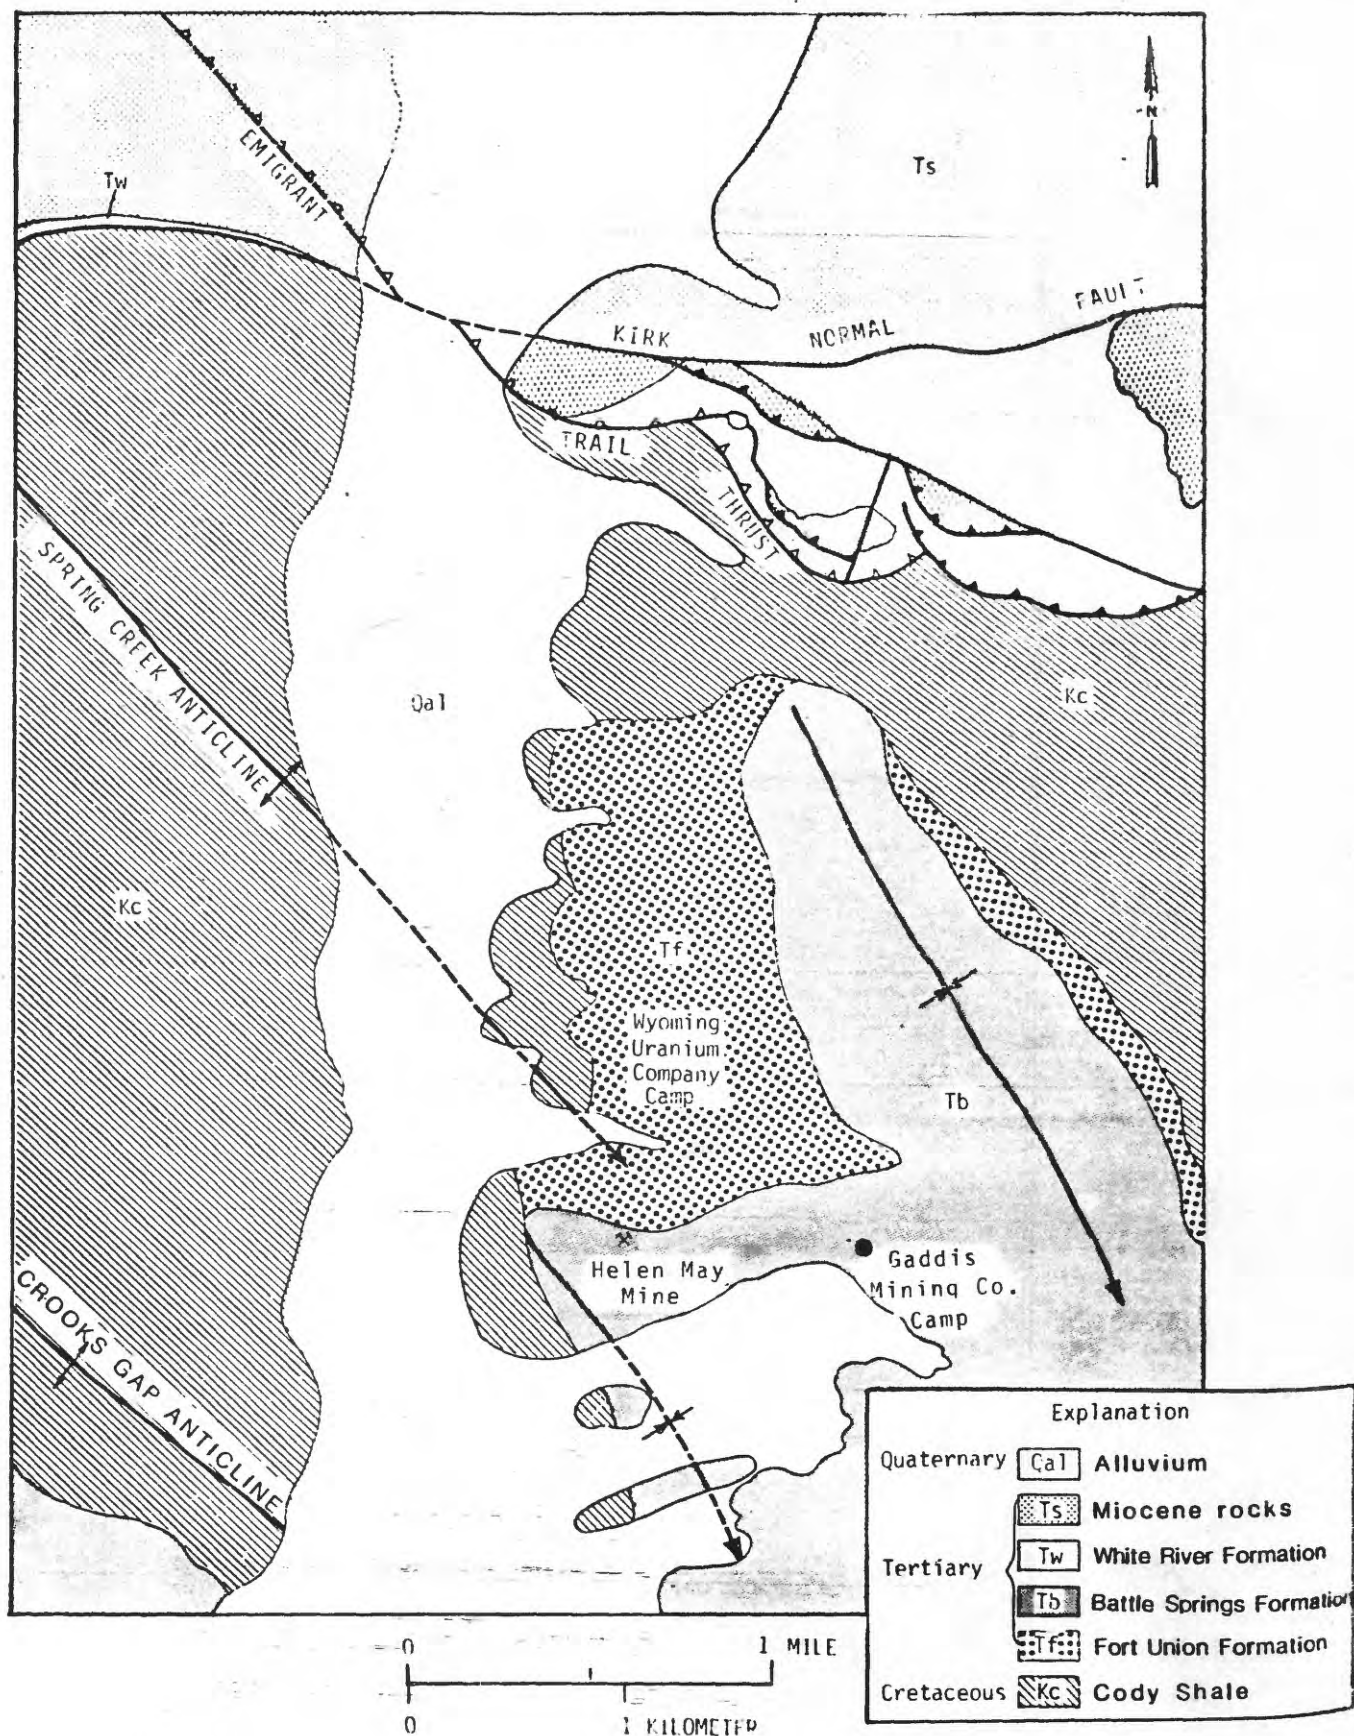 N
EMIGRANT
Tw
Ts
KIRK
NORMAL
FAULT
TRAIL
THRUST
SPRING CREEK ANTICLINE
Qal
Kc
Kc
Tf
Wyoming
Uranium
Company
Camp
Tb
Helen May
Mine
Gaddis
Mining Co.
Camp
CROOKS GAP ANTICLINE
Explanation
Quaternary Qal Alluvium
Ts Miocene rocks
Tertiary Tw White River Formation
Tb Battle Springs Formation
Tf Fort Union Formation
Cretaceous Kc Cody Shale
0 1 MILE
0 1 KILOMETER